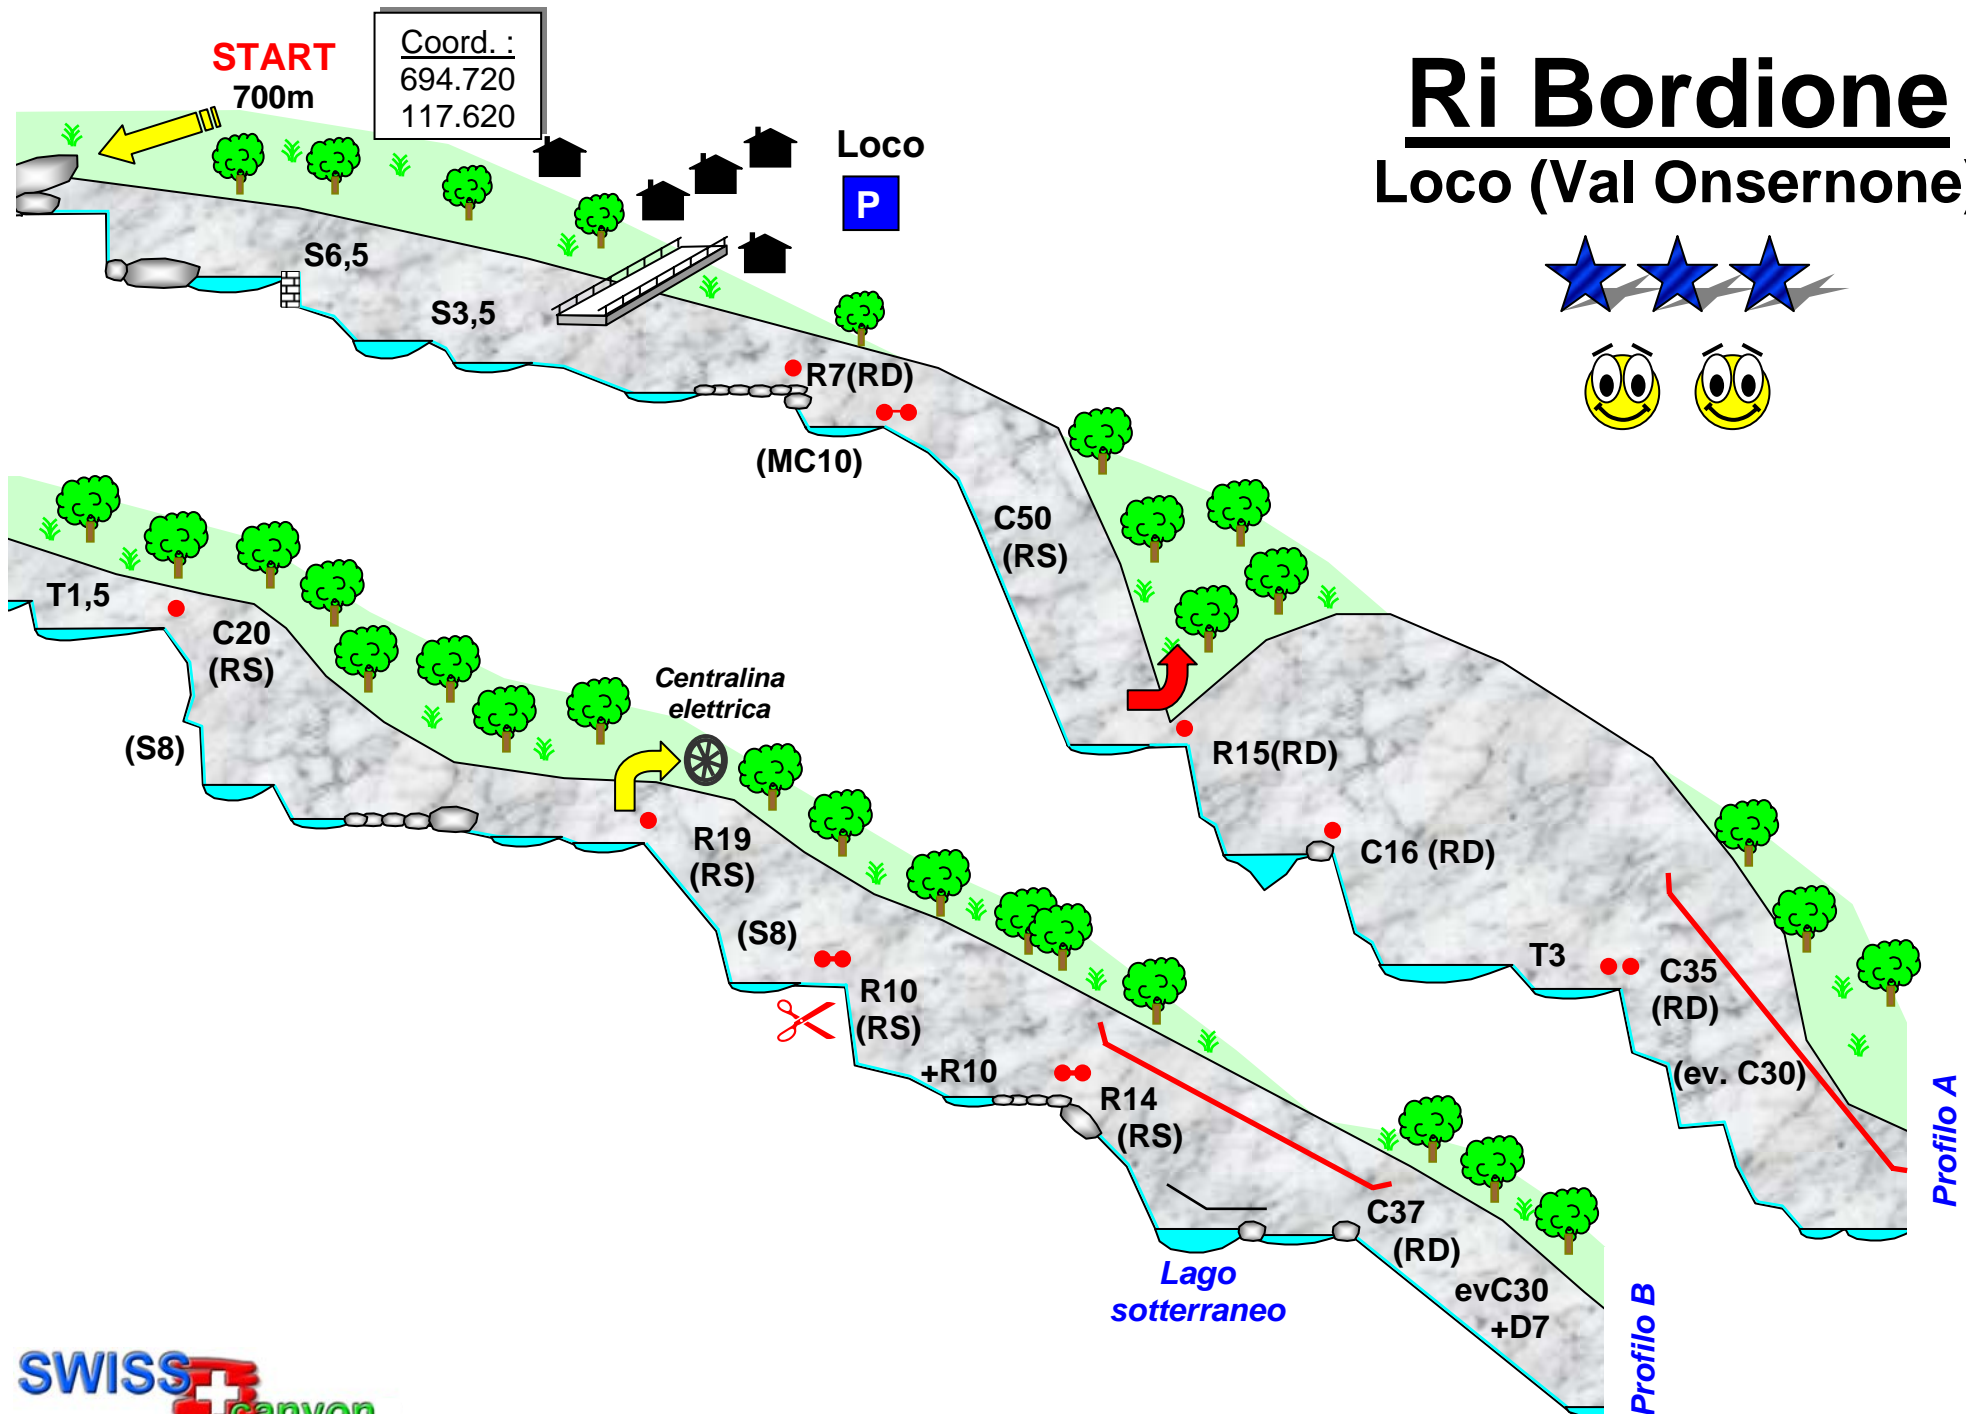 Ri Bordione
Loco (Val Onsernone)
START
700m
Coord. :
694.720
117.620
Loco
P
S6,5
S3,5
R7(RD)
(MC10)
C50
(RS)
R15(RD)
C16 (RD)
T3
C35
(RD)
(ev. C30)
Profilo A
T1,5
C20
(RS)
(S8)
Centralina
elettrica
R19
(RS)
(S8)
R10
(RS)
+R10
R14
(RS)
Lago
sotterraneo
C37
(RD)
evC30
+D7
Profilo B
SWISS
canyon